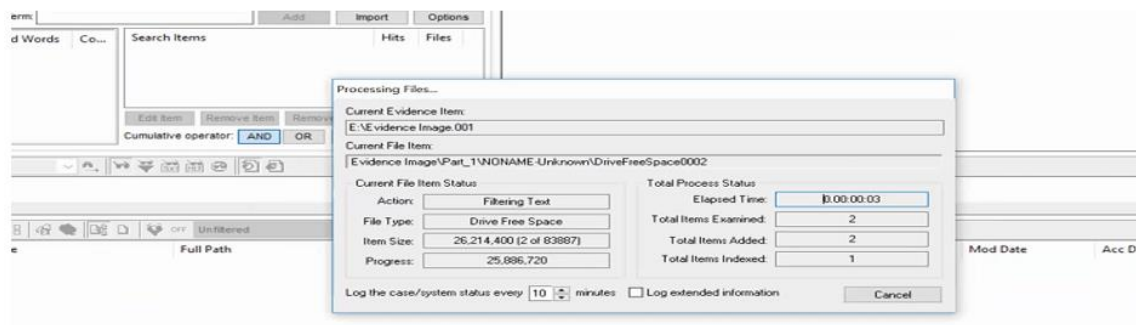 erm: Add Import Options
d Words Co... Search Items Hits Files
Edit Item Remove Item Remove
Cumulative operator: AND OR
Processing Files...
Current Evidence Item:
E:\Evidence Image.001
Current File Item:
Evidence Image\Part_1\NONAME-Unknown\DriveFreeSpace0002
Current File Item Status
Action: Filtering Text
File Type: Drive Free Space
Item Size: 26,214,400 (2 of 83887)
Progress: 25,886,720
Total Process Status
Elapsed Time: 0.00:00:03
Total Items Examined: 2
Total Items Added: 2
Total Items Indexed: 1
Log the case/system status every 10 minutes Log extended information Cancel
OFF Unfiltered
e Full Path Mod Date Acc D